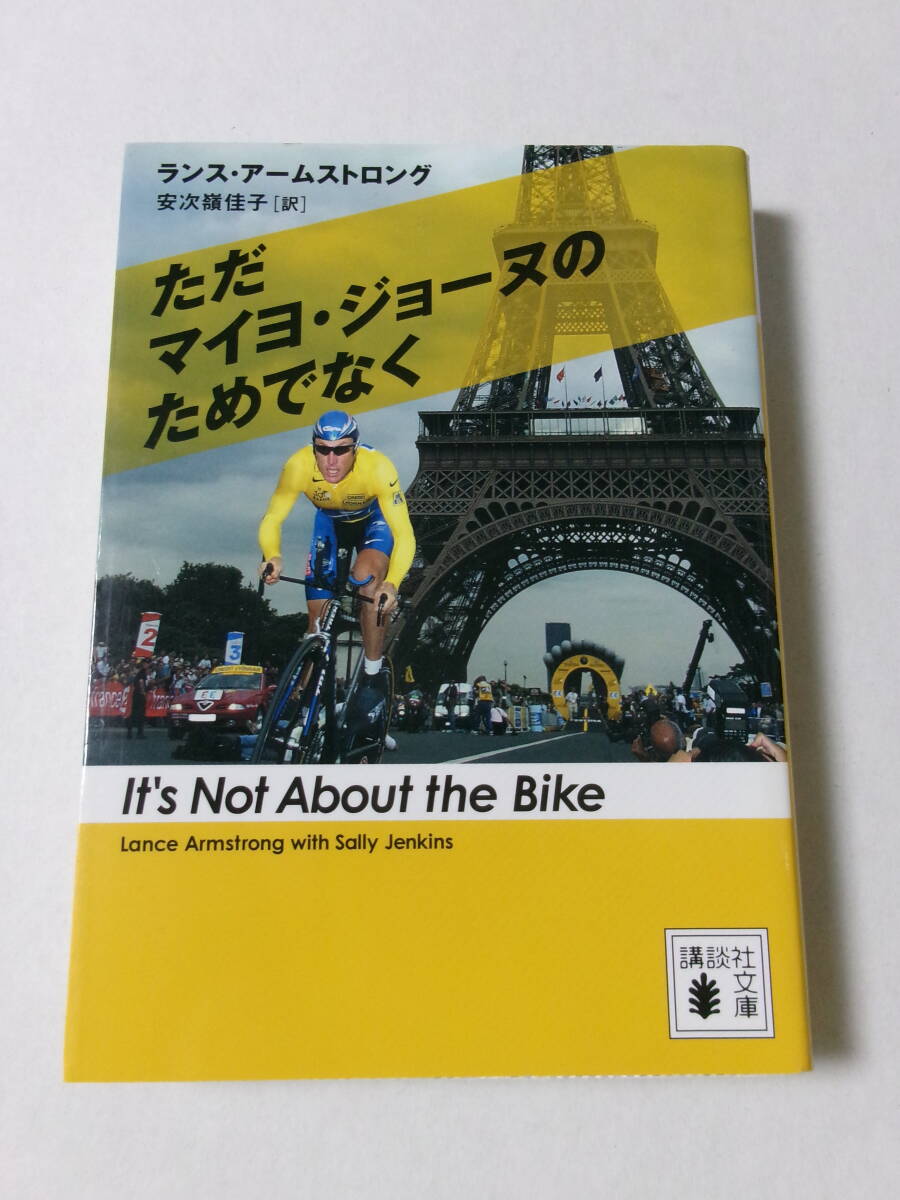 ランス・アームストロング
安次嶺佳子[訳]
ただ
マイヨ・ジョーヌの
ためでなく
2
3
It's Not About the Bike
Lance Armstrong with Sally Jenkins
講談社
文庫